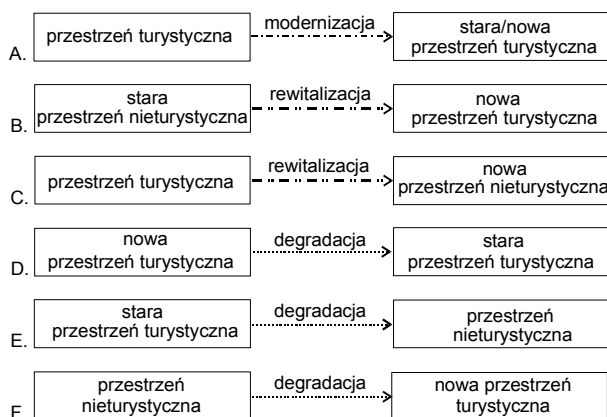 przestrzeń turystyczna
modernizacja
stara/nowa
przestrzeń turystyczna
A.
stara
przestrzeń nieturystyczna
rewitalizacja
nowa
przestrzeń turystyczna
B.
przestrzeń turystyczna
rewitalizacja
nowa
przestrzeń nieturystyczna
C.
nowa
przestrzeń turystyczna
degradacja
stara
przestrzeń turystyczna
D.
stara
przestrzeń turystyczna
degradacja
przestrzeń
nieturystyczna
E.
przestrzeń
nieturystyczna
degradacja
nowa przestrzeń
turystyczna
F.